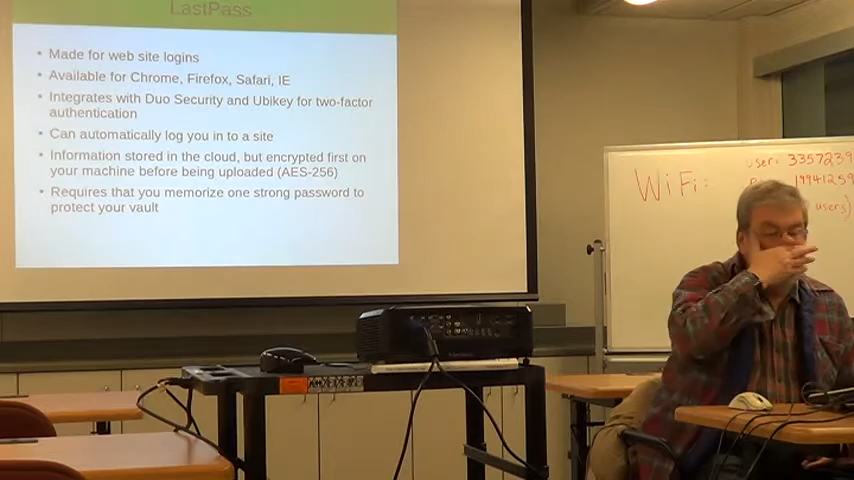 LastPass
• Made for web site logins
• Available for Chrome, Firefox, Safari, IE
• Integrates with Duo Security and Ubikey for two-factor
authentication
• Can automatically log you in to a site
• Information stored in the cloud, but encrypted first on
your machine before being uploaded (AES-256)
• Requires that you memorize one strong password to
protect your vault
WiFi:
user: 3357239
19941259
users)